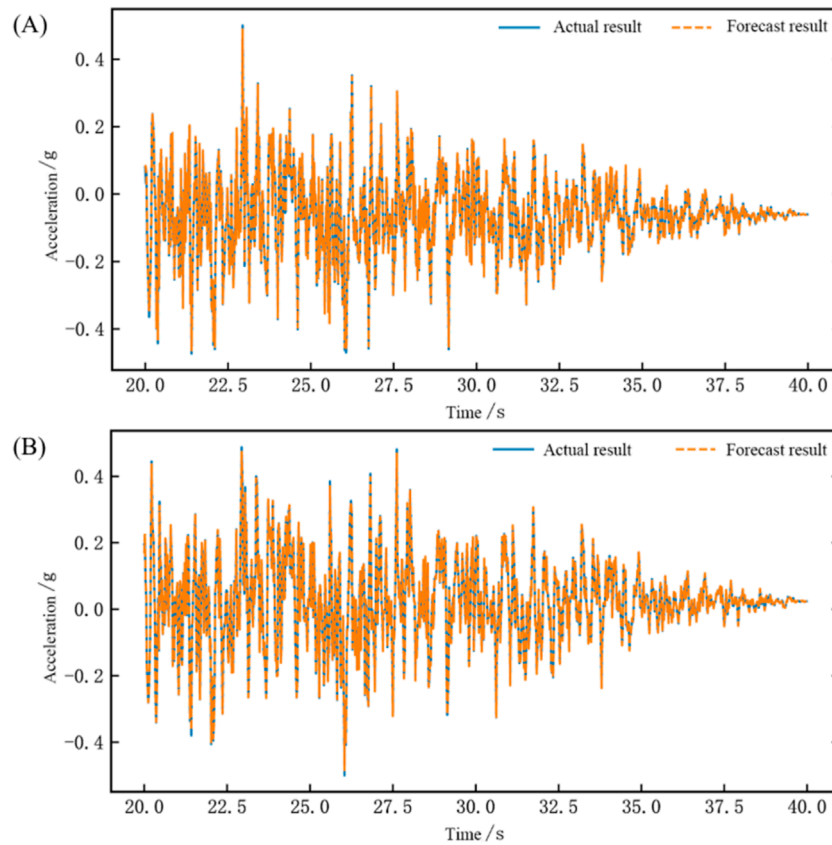 (A)
Actual result
Forecast result
0.4
0.2
0.0
-0.2
-0.4
Acceleration/g
20.0 22.5 25.0 27.5 30.0 32.5 35.0 37.5 40.0
Time/s
(B)
Actual result
Forecast result
0.4
0.2
0.0
-0.2
-0.4
Acceleration/g
20.0 22.5 25.0 27.5 30.0 32.5 35.0 37.5 40.0
Time/s